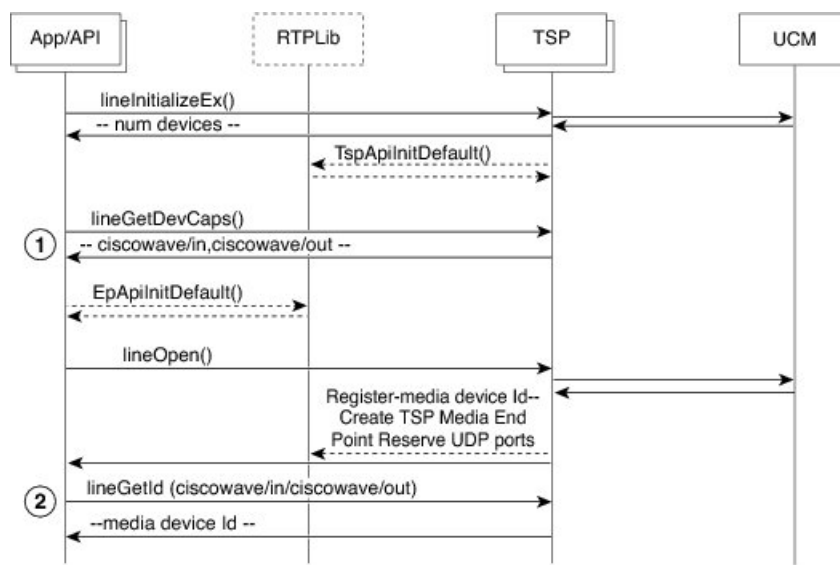 App/API
RTPLib
TSP
UCM
lineInitializeEx()
-- num devices --
TspApiInitDefault()
lineGetDevCaps()
1
-- ciscowave/in,ciscowave/out --
EpApiInitDefault()
lineOpen()
Register-media device Id--
Create TSP Media End
Point Reserve UDP ports
2
lineGetId (ciscowave/in/ciscowave/out)
--media device Id --